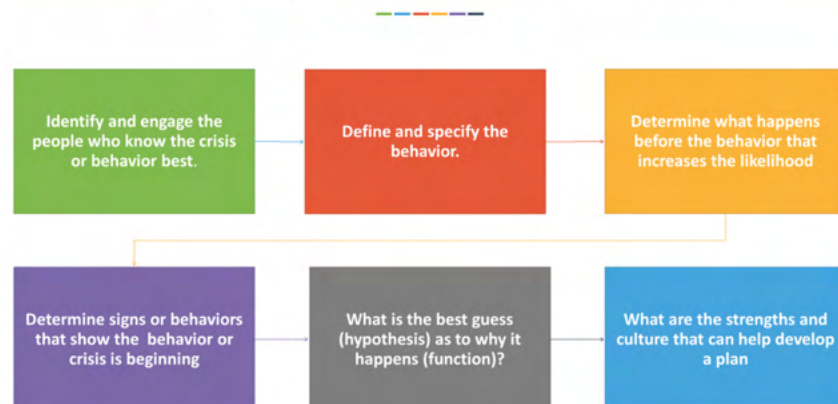 Identify and engage the
people who know the crisis
or behavior best.
Define and specify the
behavior.
Determine what happens
before the behavior that
increases the likelihood
Determine signs or behaviors
that show the behavior or
crisis is beginning
What is the best guess
(hypothesis) as to why it
happens (function)?
What are the strengths and
culture that can help develop
a plan